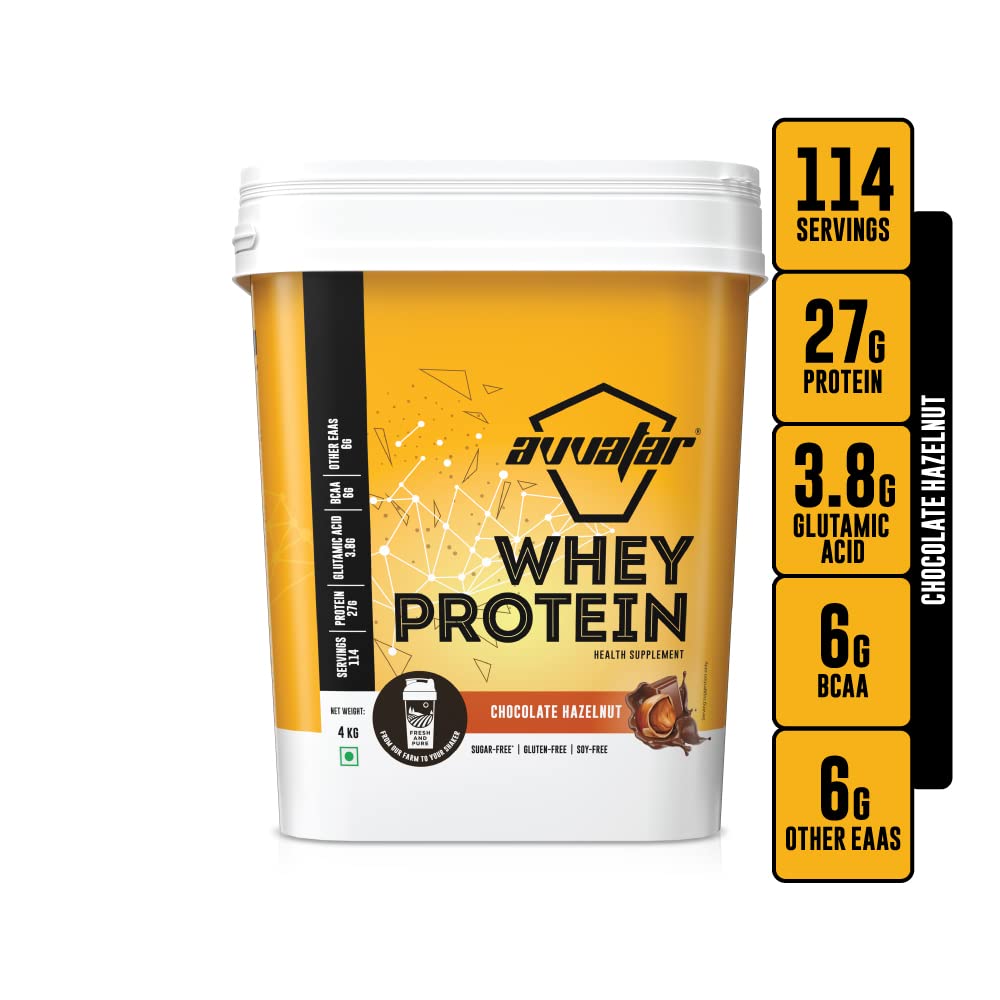 OTHER EAAs
6G
BCAA
6G
GLUTAMIC ACID
3.8G
PROTEIN
27G
SERVINGS
114
avvatar®
WHEY
PROTEIN
HEALTH SUPPLEMENT
NET WEIGHT:
4 KG
FRESH
AND
PURE
FROM OUR FARM TO YOUR SHAKER
CHOCOLATE HAZELNUT
SUGAR-FREE* | GLUTEN-FREE | SOY-FREE
114
SERVINGS
27G
PROTEIN
3.8G
GLUTAMIC
ACID
6G
BCAA
6G
OTHER EAAS
CHOCOLATE HAZELNUT